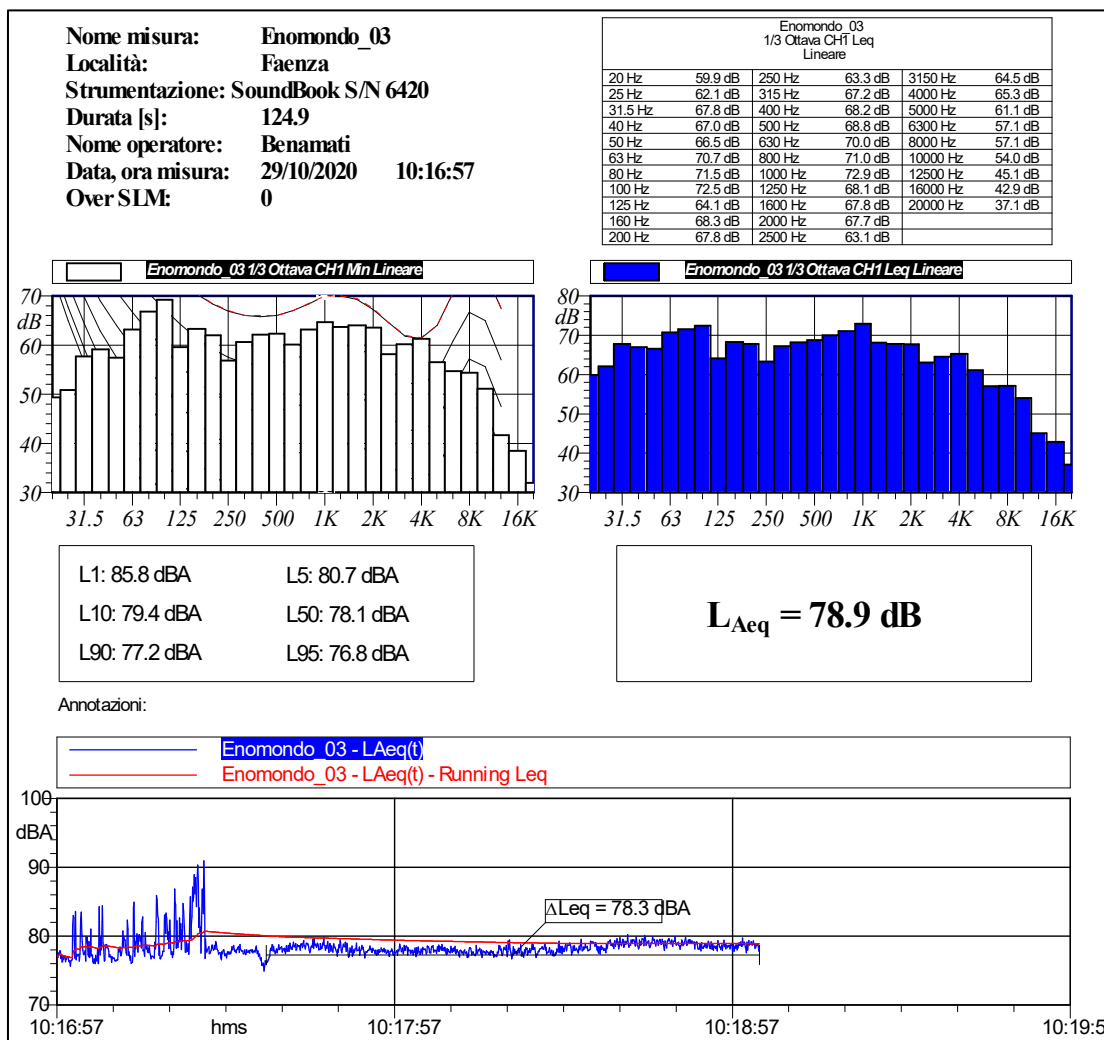 Nome misura: Enomondo_03
Località: Faenza
Strumentazione: SoundBook S/N 6420
Durata [s]: 124.9
Nome operatore: Benamati
Data, ora misura: 29/10/2020 10:16:57
Over SLM: 0
Enomondo_03
1/3 Ottava CH1 Leq
Lineare
20 Hz 59.9 dB 250 Hz 63.3 dB 3150 Hz 64.5 dB
25 Hz 62.1 dB 315 Hz 67.2 dB 4000 Hz 65.3 dB
31.5 Hz 67.8 dB 400 Hz 68.2 dB 5000 Hz 61.1 dB
40 Hz 67.0 dB 500 Hz 68.8 dB 6300 Hz 57.1 dB
50 Hz 66.5 dB 630 Hz 70.0 dB 8000 Hz 57.1 dB
63 Hz 70.7 dB 800 Hz 71.0 dB 10000 Hz 54.0 dB
80 Hz 71.5 dB 1000 Hz 72.9 dB 12500 Hz 45.1 dB
100 Hz 72.5 dB 1250 Hz 68.1 dB 16000 Hz 42.9 dB
125 Hz 64.1 dB 1600 Hz 67.8 dB 20000 Hz 37.1 dB
160 Hz 68.3 dB 2000 Hz 67.7 dB
200 Hz 67.8 dB 2500 Hz 63.1 dB
Enomondo_03 1/3 Ottava CH1 Min Lineare
70
dB
60
50
40
30
31.5 63 125 250 500 1K 2K 4K 8K 16K
Enomondo_03 1/3 Ottava CH1 Leq Lineare
80
dB
70
60
50
40
30
31.5 63 125 250 500 1K 2K 4K 8K 16K
L1: 85.8 dBA L5: 80.7 dBA
L10: 79.4 dBA L50: 78.1 dBA
L90: 77.2 dBA L95: 76.8 dBA
LAeq = 78.9 dB
Annotazioni:
Enomondo_03 - LAeq(t)
Enomondo_03 - LAeq(t) - Running Leq
100
dBA
90
80
70
ΔLeq = 78.3 dBA
10:16:57 hms 10:17:57 10:18:57 10:19:5